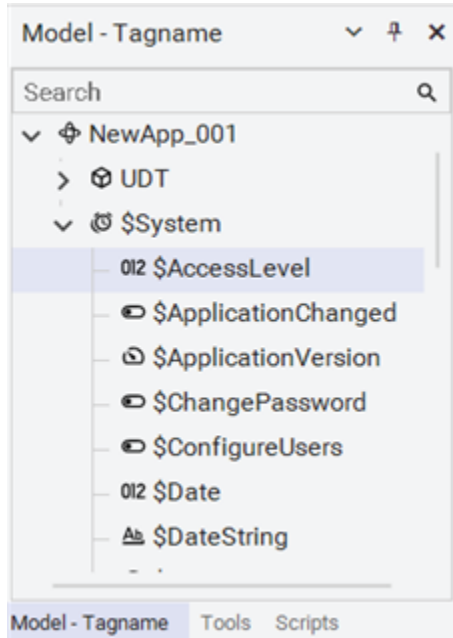 Model - Tagname
Search
NewApp_001
UDT
$System
012 $AccessLevel
$ApplicationChanged
$ApplicationVersion
$ChangePassword
$ConfigureUsers
012 $Date
Ab $DateString
Model - Tagname Tools Scripts